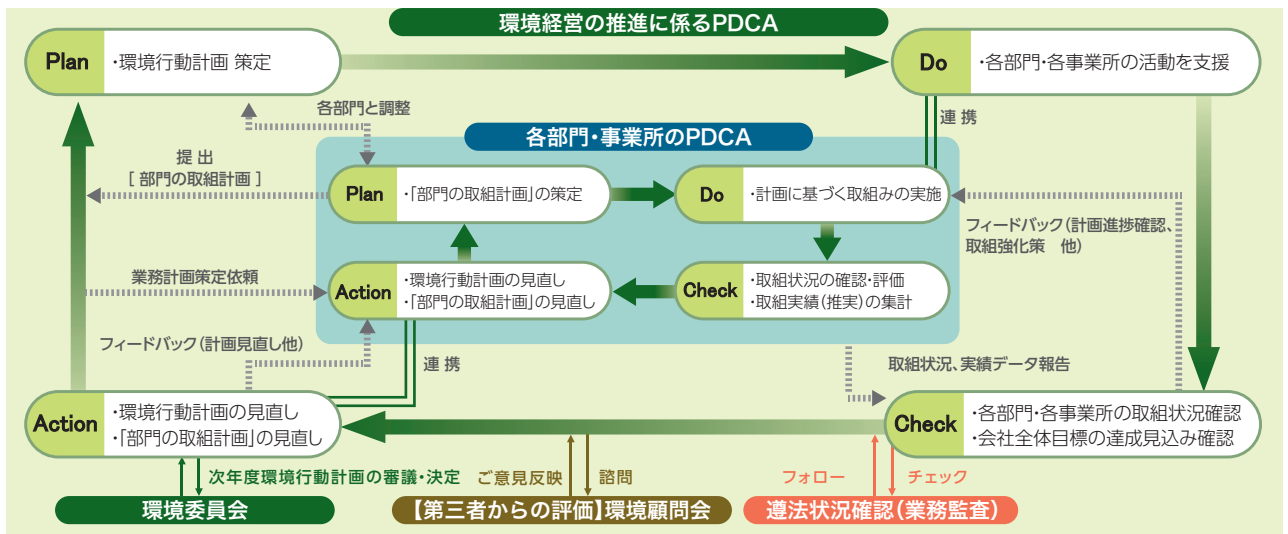 環境経営の推進に係るPDCA
Plan
・環境行動計画 策定
Do
・各部門・各事業所の活動を支援
各部門と調整
連 携
各部門・事業所のPDCA
提 出
[ 部門の取組計画 ]
Plan
・「部門の取組計画」の策定
Do
・計画に基づく取組みの実施
フィードバック(計画進捗確認、
取組強化策　他)
業務計画策定依頼
Action
・環境行動計画の見直し
・「部門の取組計画」の見直し
Check
・取組状況の確認・評価
・取組実績(推実)の集計
フィードバック(計画見直し他)
連 携
取組状況、実績データ報告
Action
・環境行動計画の見直し
・「部門の取組計画」の見直し
Check
・各部門・各事業所の取組状況確認
・会社全体目標の達成見込み確認
次年度環境行動計画の審議・決定
ご意見反映
諮問
フォロー
チェック
環境委員会
【第三者からの評価】環境顧問会
遵法状況確認(業務監査)